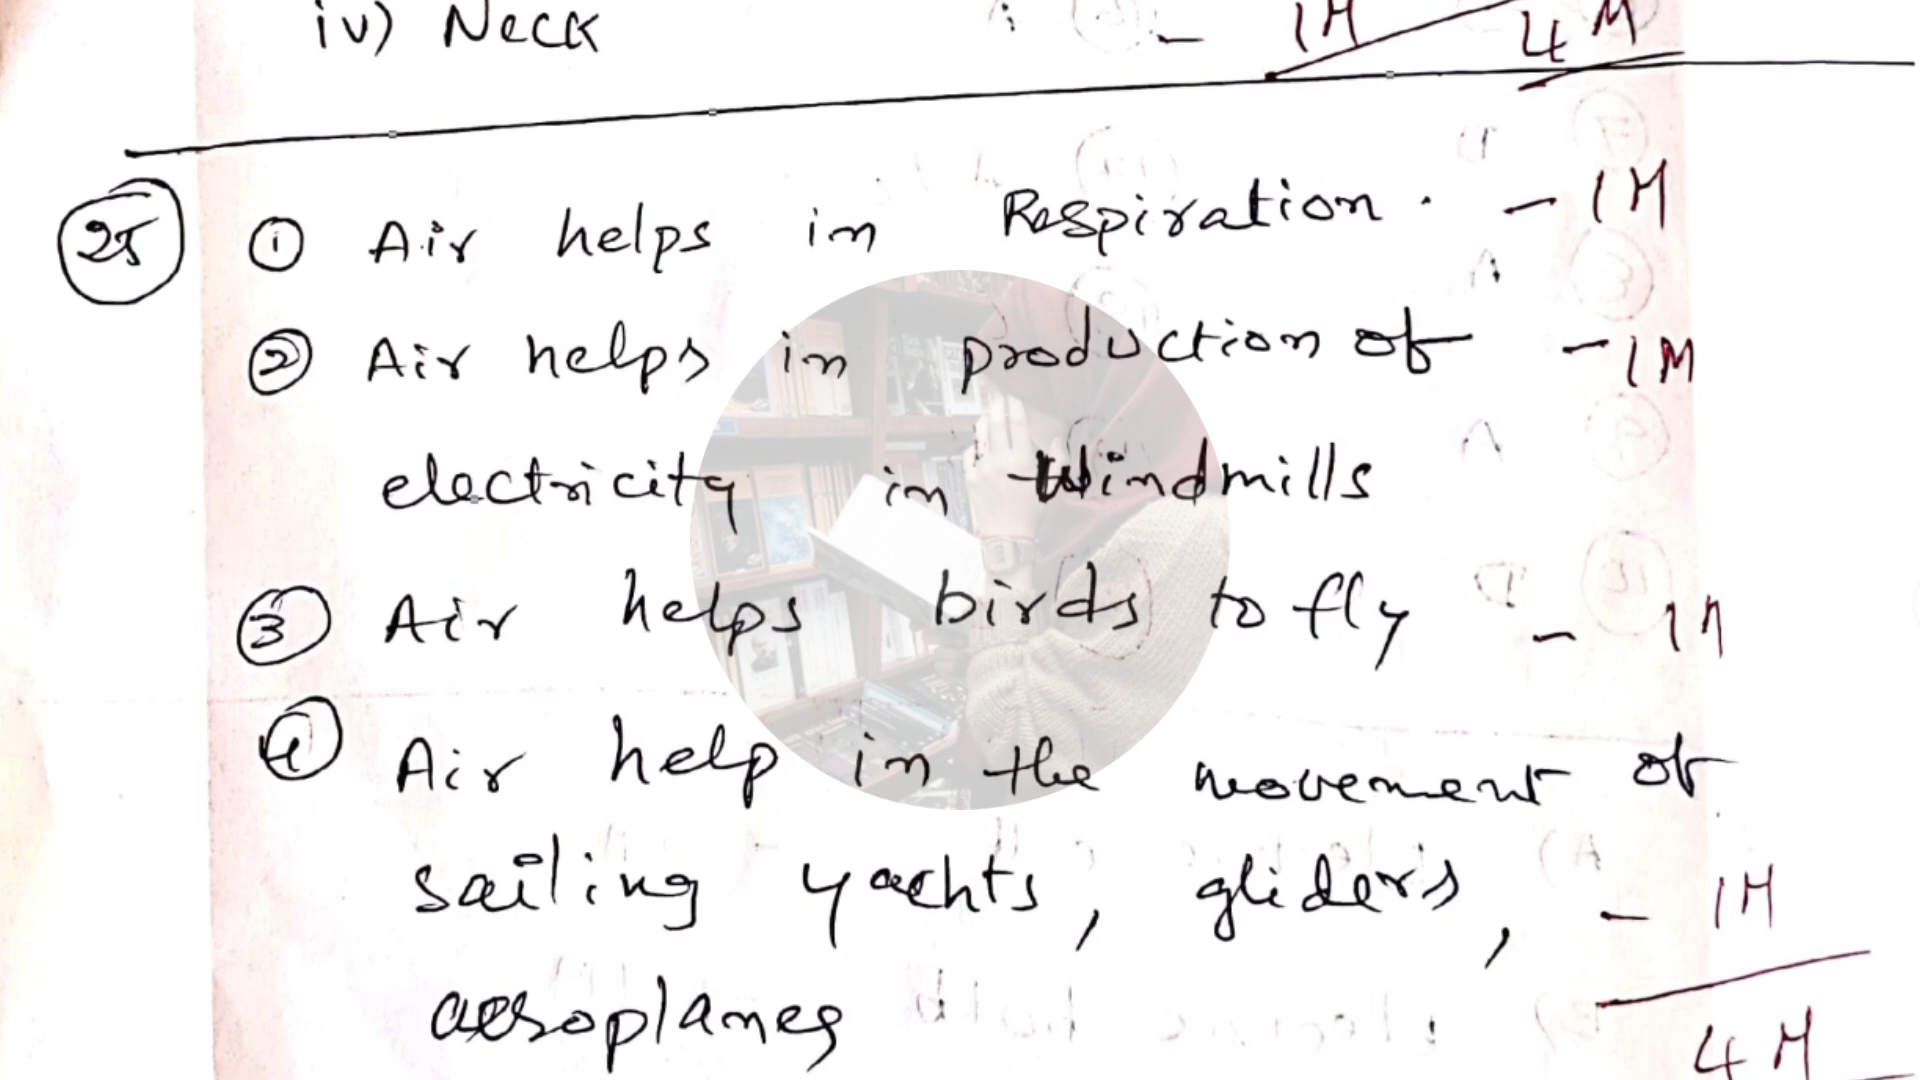 iv) Neck - 1M 4M
25 1 Air helps in Respiration. - 1M
2 Air helps in production of - 1M
electricity in Windmills
3 Air helps birds to fly - 1M
4 Air help in the movement of
sailing yachts, gliders, - 1M
aeroplanes
4M